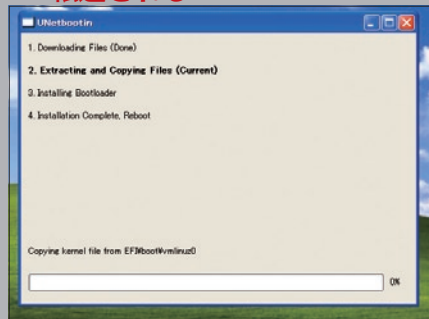 UNetbootin
1. Downloading Files (Done)
2. Extracting and Copying Files (Current)
3. Installing Bootloader
4. Installation Complete, Reboot
Copying kernel file from EFI¥boot¥vmlinuz0
0%